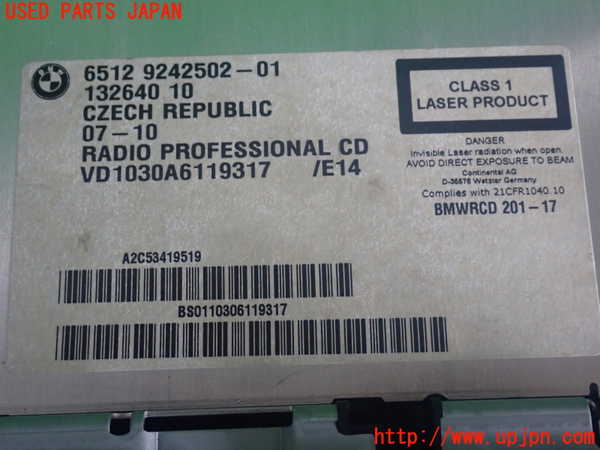 USED PARTS JAPAN
BMW
6512 9242502-01
132640 10
CZECH REPUBLIC
07-10
RADIO PROFESSIONAL CD
VD1030A6119317 /E14
CLASS 1
LASER PRODUCT
DANGER
Invisible Laser radiation when open.
AVOID DIRECT EXPOSURE TO BEAM
Continental AG
D-35576 Wetzlar Germany
Complies with 21CFR1040.10
BMWRCD 201-17
A2C53419519
BS0110306119317
http://www.upjpn.com/